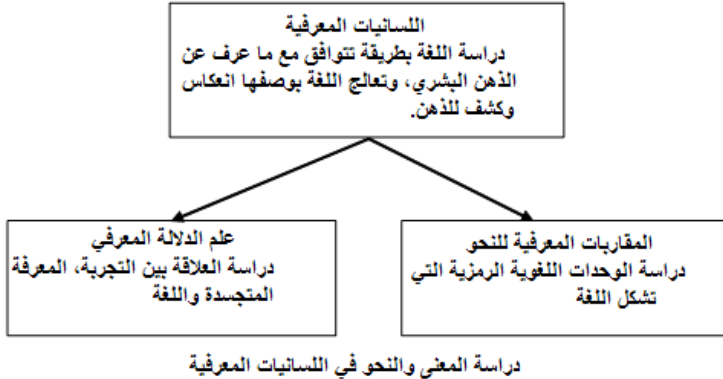 اللسانيات المعرفية
دراسة اللغة بطريقة تتوافق مع ما عرف عن
الذهن البشري، وتعالج اللغة بوصفها انعكاس
وكشف للذهن.
المقاربات المعرفية للنحو
دراسة الوحدات اللغوية الرمزية التي
تشكل اللغة
علم الدلالة المعرفي
دراسة العلاقة بين التجربة، المعرفة
المتجسدة واللغة
دراسة المعنى والنحو في اللسانيات المعرفية